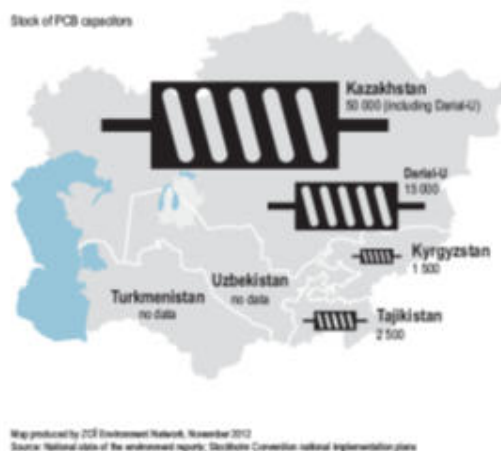 Stock of PCB capacitors
Kazakhstan
50 000 (including Darial-U)
Darial-U
15 000
Kyrgyzstan
1 500
Uzbekistan
no data
Turkmenistan
no data
Tajikistan
2 500
Map produced by ZOÏ Environment Network, November 2012
Source: National state of the environment reports; Stockholm Convention national implementation plans